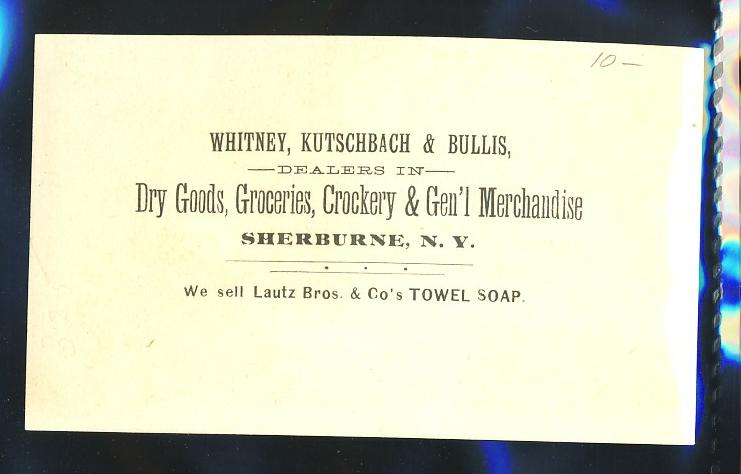 10-
WHITNEY, KUTSCHBACH & BULLIS,
—DEALERS IN—
Dry Goods, Groceries, Crockery & Gen'l Merchandise
SHERBURNE, N. Y.
We sell Lautz Bros. & Co's TOWEL SOAP.